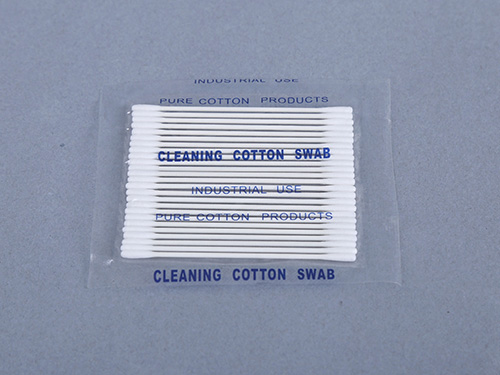 INDUSTRIAL USE
PURE COTTON PRODUCTS
CLEANING COTTON SWAB
INDUSTRIAL USE
PURE COTTON PRODUCTS
CLEANING COTTON SWAB